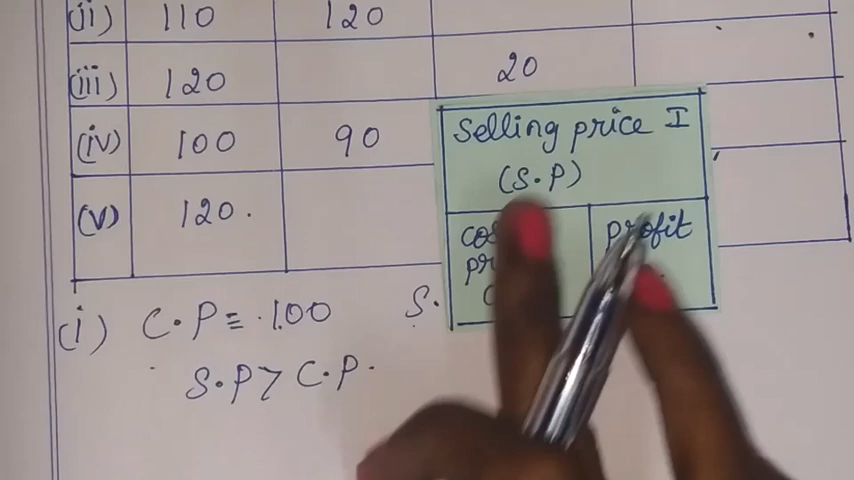 (ii) 110 120
(iii) 120 20
(iv) 100 90
(v) 120.
Selling price I
(S.P)
profit
(i) C.P = 100 S.
S.P > C.P.